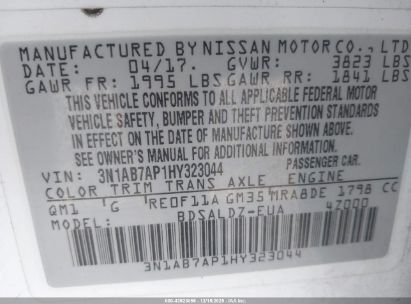 MANUFACTURED BY NISSAN MOTOR CO., LTD
DATE: 04/17. GVWR: 3823 LBS
GAWR FR: 1995 LBS GAWR RR: 1841 LBS
THIS VEHICLE CONFORMS TO ALL APPLICABLE FEDERAL MOTOR
VEHICLE SAFETY, BUMPER AND THEFT PREVENTION STANDARDS
IN EFFECT ON THE DATE OF MANUFACTURE SHOWN ABOVE.
SEE OWNER'S MANUAL FOR ADDITIONAL INFORMATION.
VIN: 3N1AB7AP1HY323044 PASSENGER CAR
COLOR TRIM TRANS AXLE ENGINE
QM1 G RE0F11A GM35 MRA8DE 1798 CC
MODEL: BDSALDZ-EUA 4Z000
3N1AB7AP1HY323044